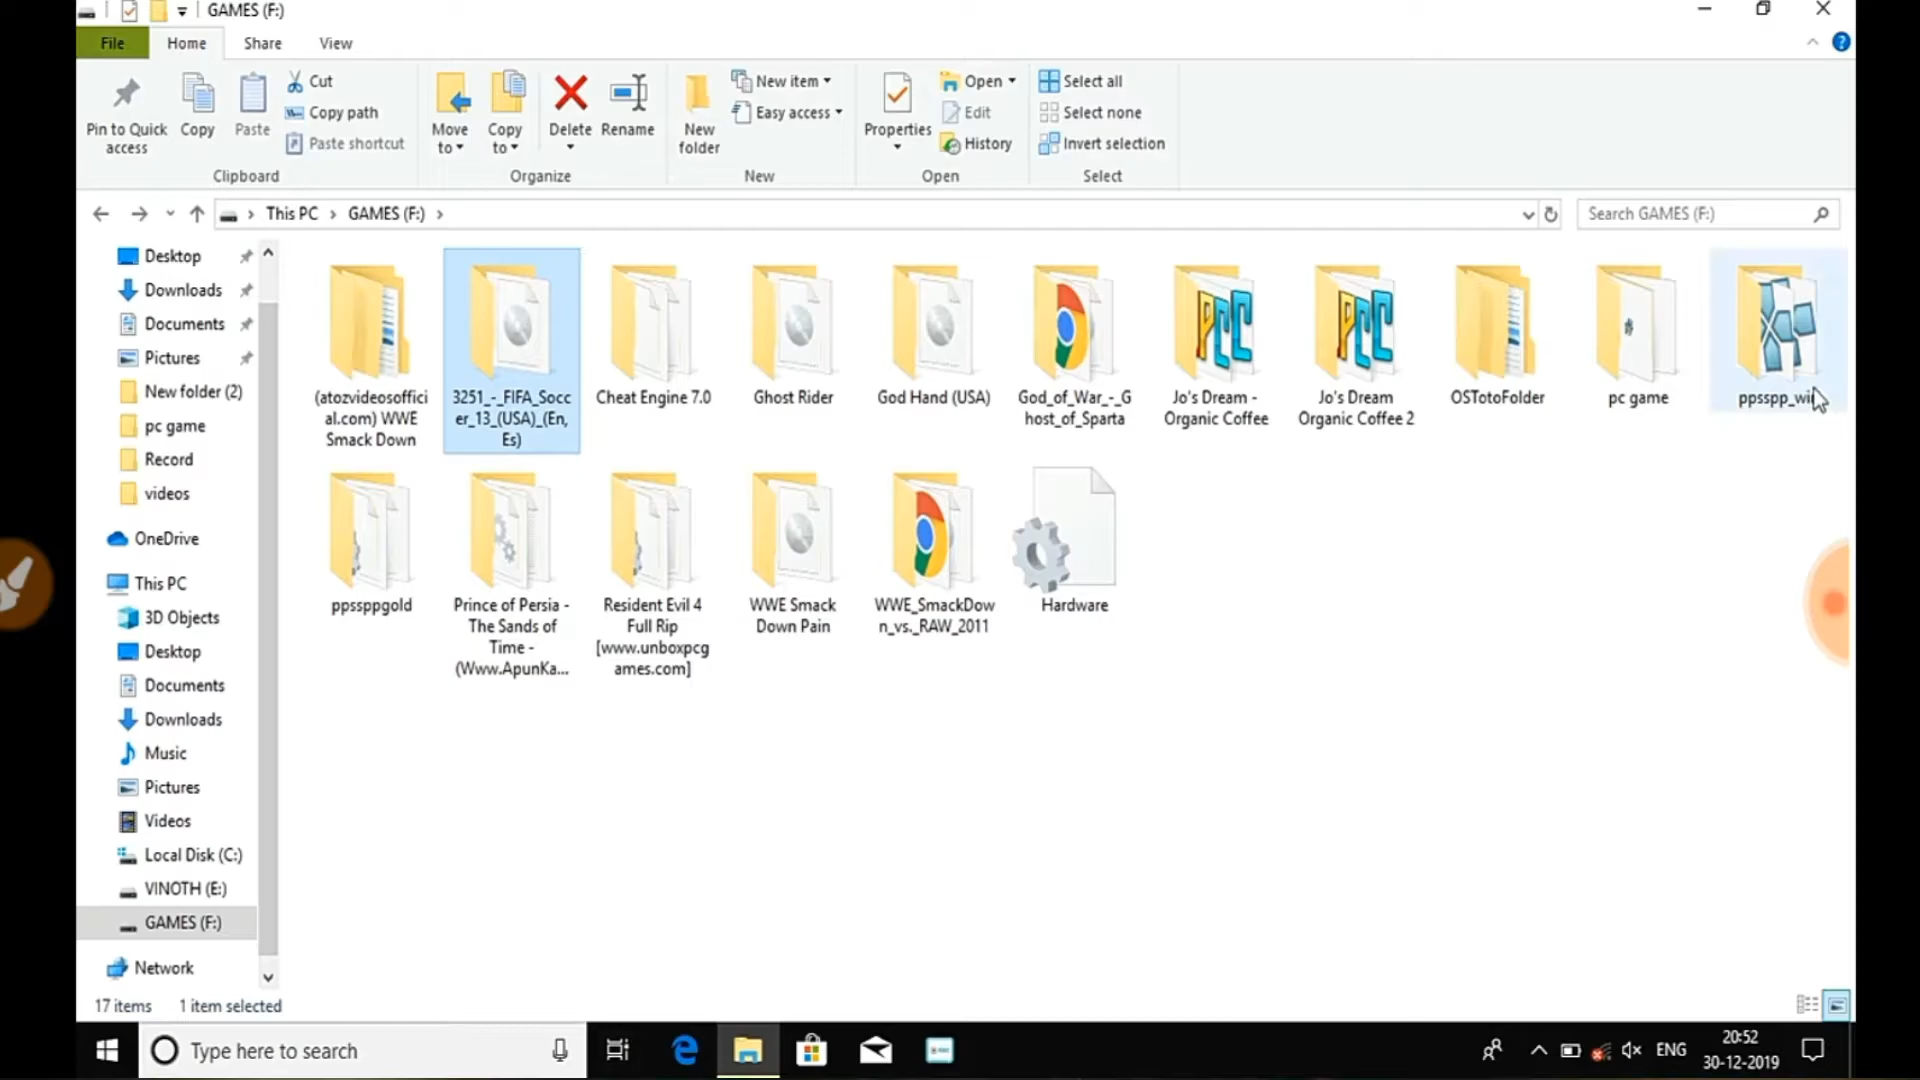 GAMES (F:)
File Home Share View
Pin to Quick access
Copy
Paste
Cut
Copy path
Paste shortcut
Clipboard
Move to
Copy to
Delete
Rename
Organize
New folder
New item
Easy access
New
Properties
Open
Edit
History
Open
Select all
Select none
Invert selection
Select
This PC > GAMES (F:) >
Search GAMES (F:)
Desktop
Downloads
Documents
Pictures
New folder (2)
pc game
Record
videos
OneDrive
This PC
3D Objects
Desktop
Documents
Downloads
Music
Pictures
Videos
Local Disk (C:)
VINOTH (E:)
GAMES (F:)
Network
(atozvideosoffici
al.com) WWE
Smack Down
3251_-_FIFA_Socc
er_13_(USA)_(En,
Es)
Cheat Engine 7.0
Ghost Rider
God Hand (USA)
God_of_War_-_G
host_of_Sparta
Jo's Dream -
Organic Coffee
Jo's Dream
Organic Coffee 2
OSTotoFolder
pc game
ppsspp_wi
ppssppgold
Prince of Persia -
The Sands of
Time -
(Www.ApunKa...
Resident Evil 4
Full Rip
[www.unboxpcg
ames.com]
WWE Smack
Down Pain
WWE_SmackDow
n_vs._RAW_2011
Hardware
PCC
PCC
17 items 1 item selected
Type here to search
ENG
20:52
30-12-2019